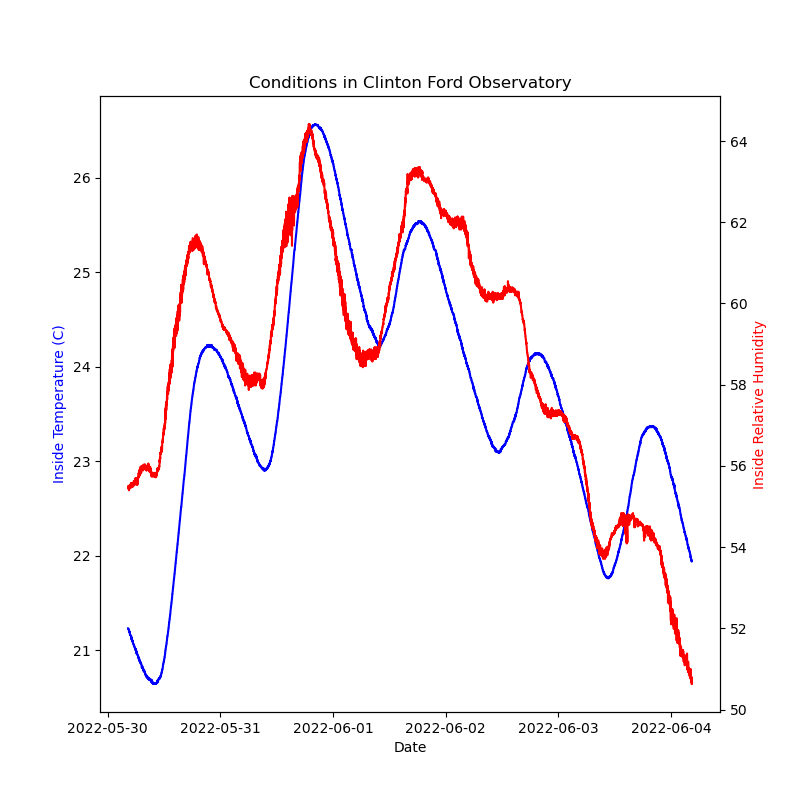 Conditions in Clinton Ford Observatory
26
25
24
23
22
21
Inside Temperature (C)
64
62
60
58
56
54
52
50
Inside Relative Humidity
2022-05-30 2022-05-31 2022-06-01 2022-06-02 2022-06-03 2022-06-04
Date